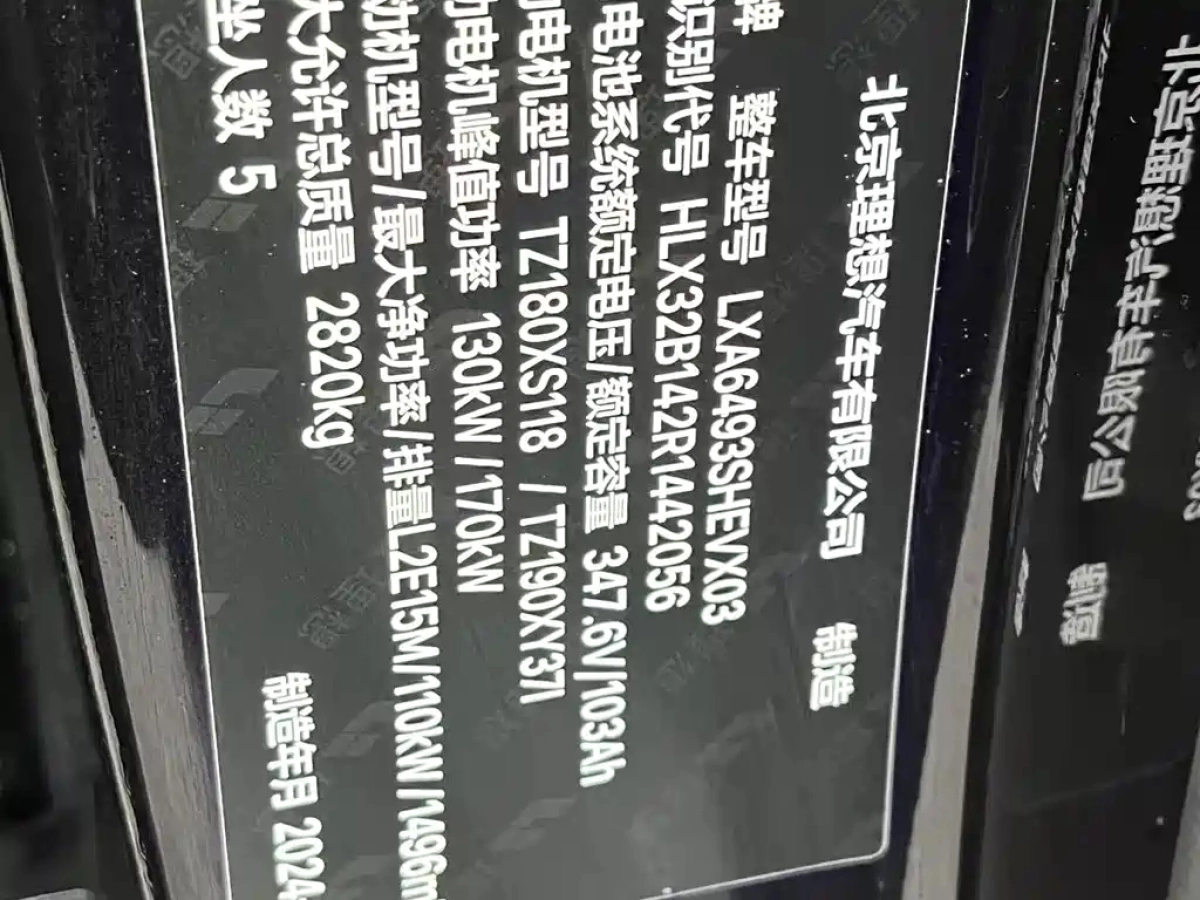 北京理想汽车有限公司 制造
牌 整车型号 LXA6493SHEVX03
识别代号 HLX32B142R1442056
电池系统额定电压/额定容量 347.6V/103Ah
电机型号 TZ180XS118 / TZ190XY37I
电机峰值功率 130kW / 170kW
机型号/最大净功率/排量L2E15M/110kW/1496m
大允许总质量 2820kg
坐人数 5
制造年月 2024